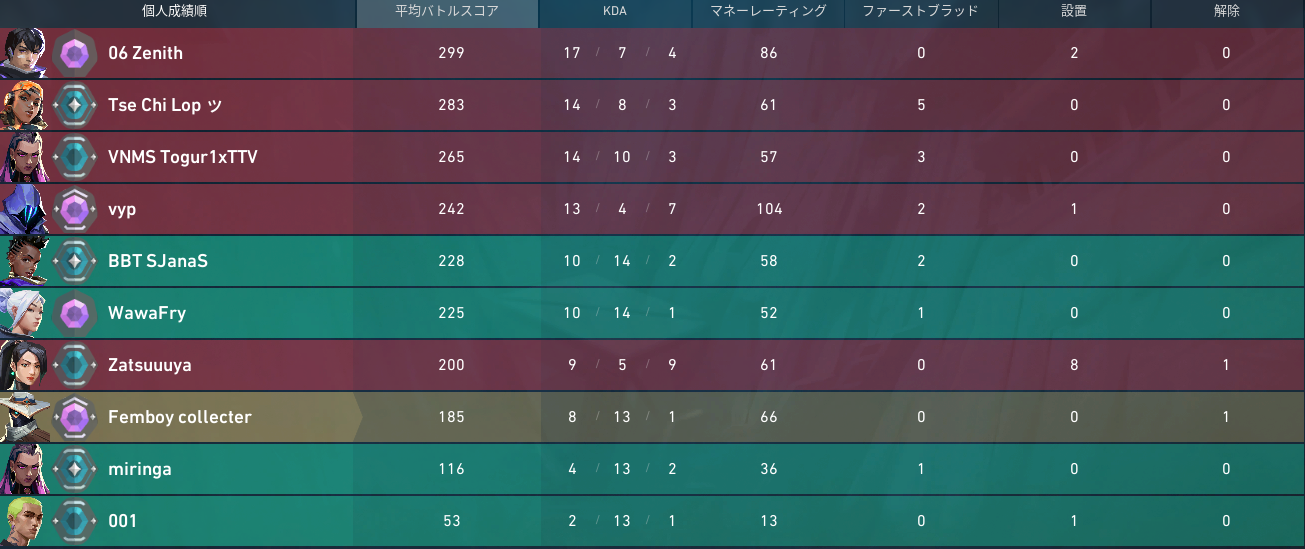 個人成績順 平均バトルスコア KDA マネーレーティング ファーストブラッド 設置 解除
06 Zenith 299 17 / 7 / 4 86 0 2 0
Tse Chi Lop ツ 283 14 / 8 / 3 61 5 0 0
VNMS Togur1xTTV 265 14 / 10 / 3 57 3 0 0
vyp 242 13 / 4 / 7 104 2 1 0
BBT SJanaS 228 10 / 14 / 2 58 2 0 0
WawaFry 225 10 / 14 / 1 52 1 0 0
Zatsuuuya 200 9 / 5 / 9 61 0 8 1
Femboy collecter 185 8 / 13 / 1 66 0 0 1
miringa 116 4 / 13 / 2 36 1 0 0
001 53 2 / 13 / 1 13 0 1 0